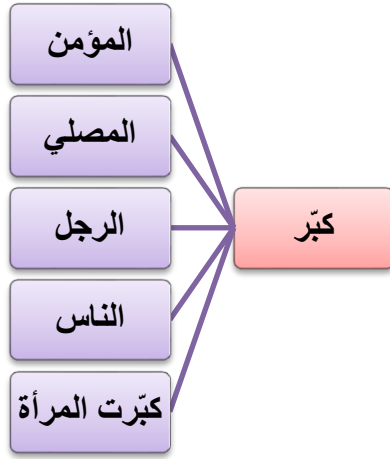 كبّر
المؤمن
المصلي
الرجل
الناس
كبّرت المرأة